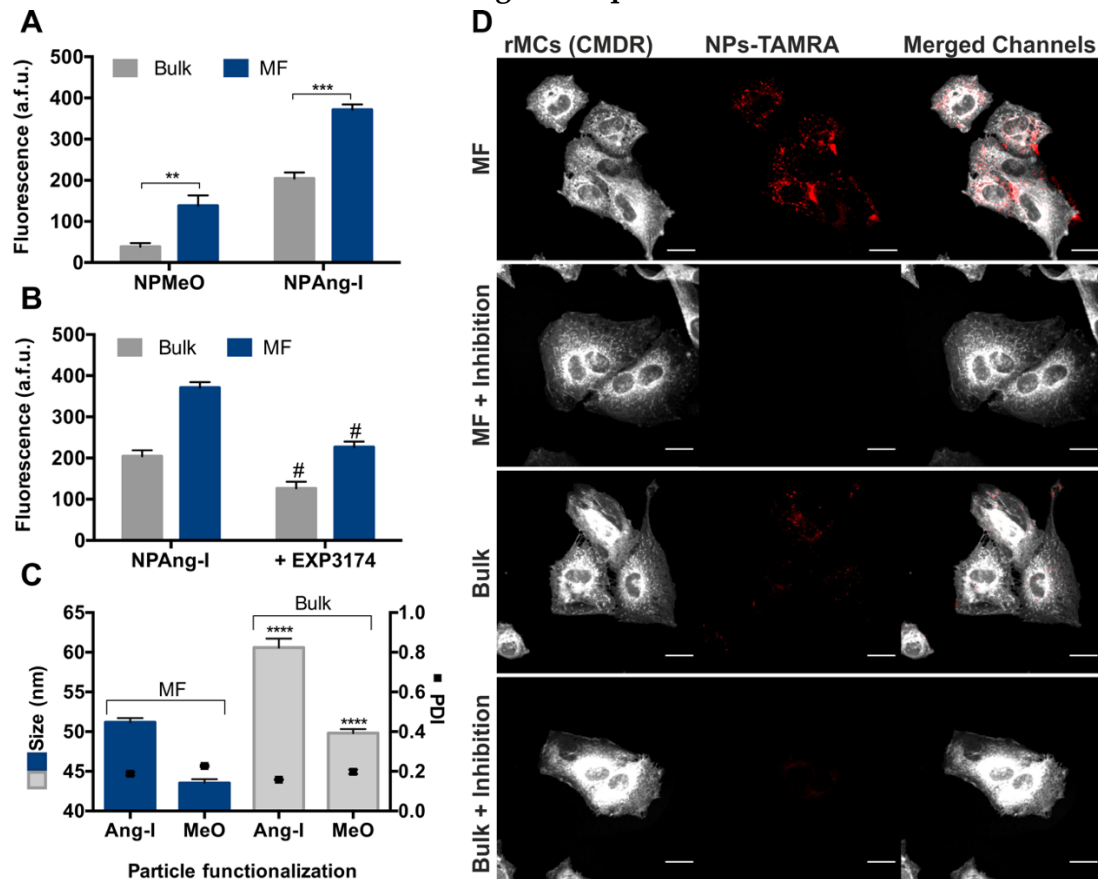 A
500
400
300
200
100
0
Fluorescence (a.f.u.)
Bulk
MF
**
***
NPMeO
NPAng-I
B
500
400
300
200
100
0
Fluorescence (a.f.u.)
Bulk
MF
#
#
NPAng-I
+ EXP3174
C
65
60
55
50
45
40
Size (nm)
MF
Bulk
****
****
1.0
0.8
0.6
0.4
0.2
0.0
PDI
Ang-I
MeO
Ang-I
MeO
Particle functionalization
D
rMCs (CMDR)
NPs-TAMRA
Merged Channels
MF
MF + Inhibition
Bulk
Bulk + Inhibition